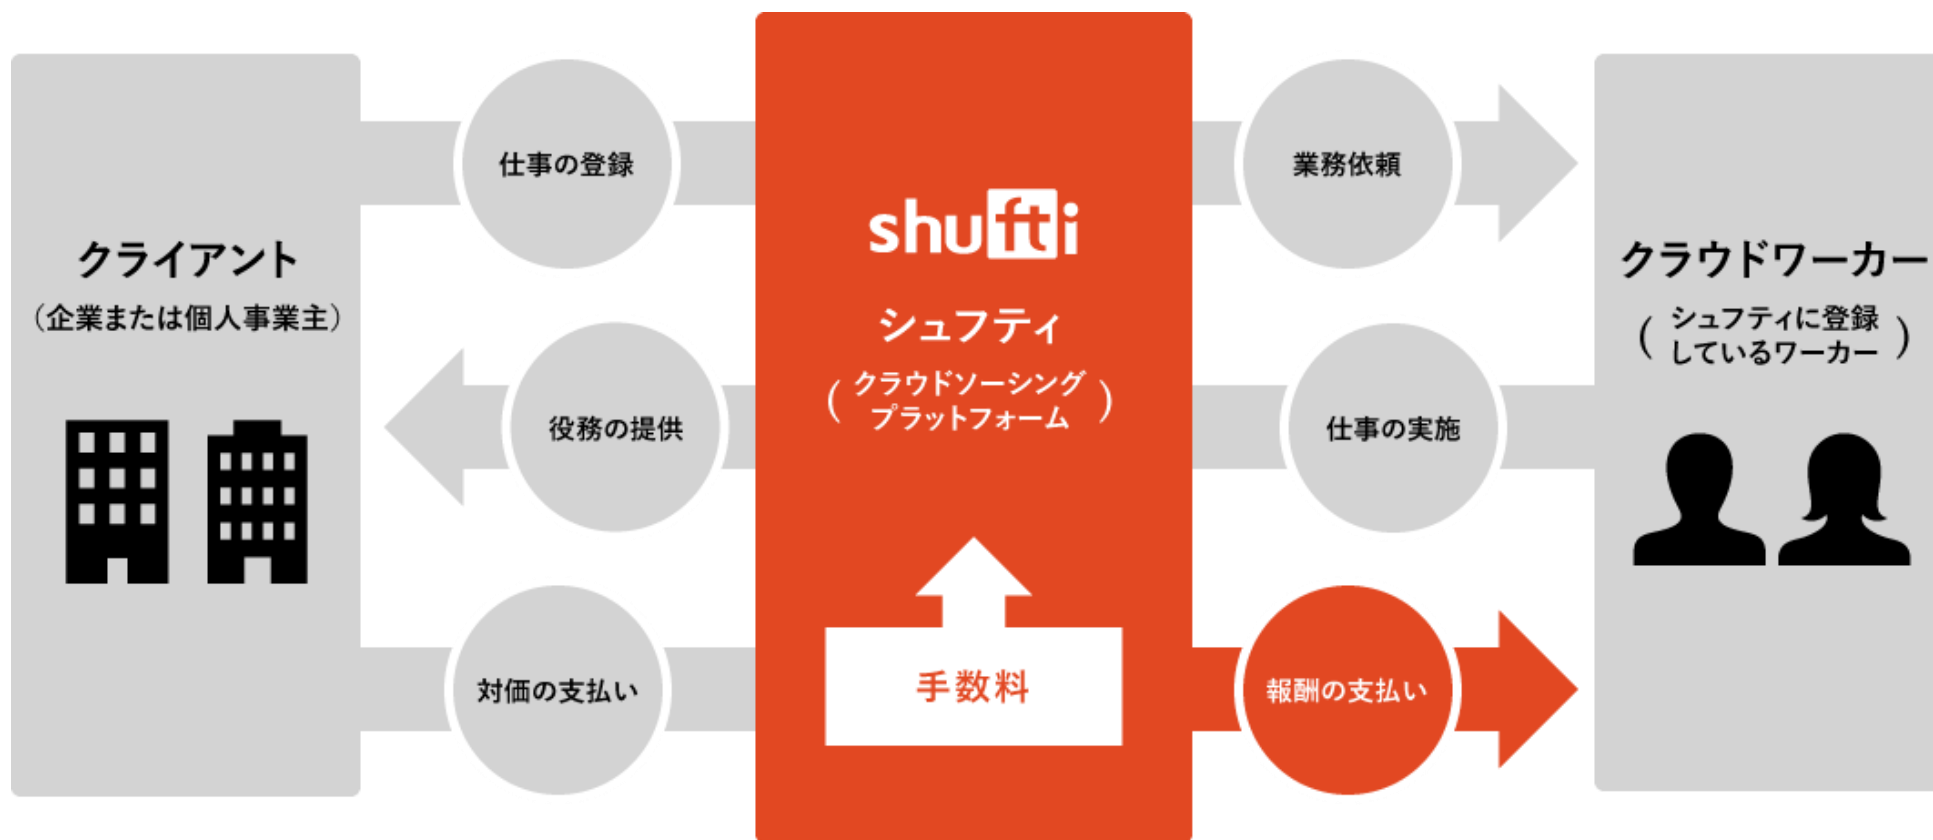 クライアント
（企業または個人事業主）
仕事の登録
役務の提供
対価の支払い
shufti
シュフティ
（クラウドソーシング
プラットフォーム）
手数料
業務依頼
仕事の実施
報酬の支払い
クラウドワーカー
（シュフティに登録
しているワーカー）